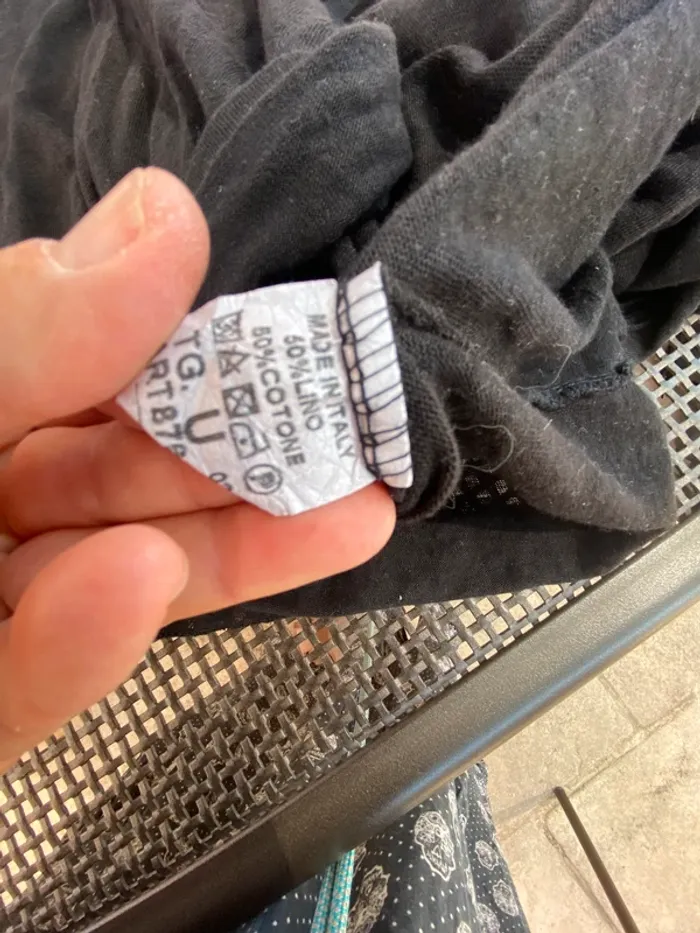 MADE IN ITALY
50%LINO
50%COTONE
P
TG. U